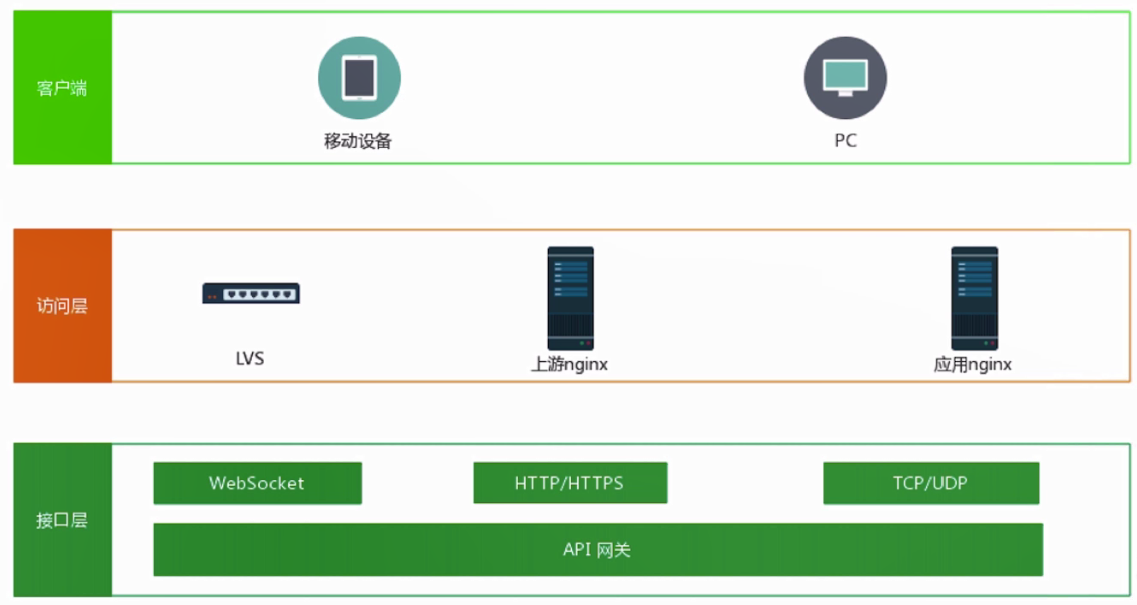 客户端
移动设备
PC
访问层
LVS
上游nginx
应用nginx
接口层
WebSocket
HTTP/HTTPS
TCP/UDP
API 网关